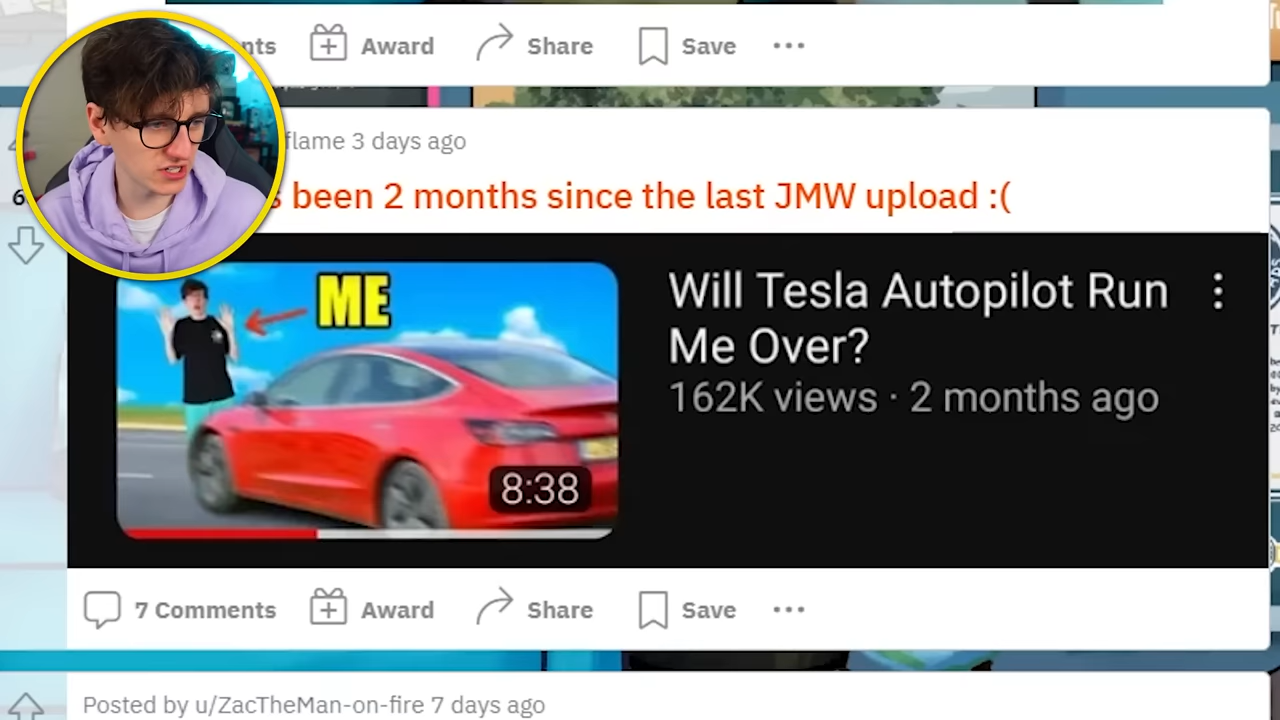 nts Award Share Save
flame 3 days ago
s been 2 months since the last JMW upload :(
6
ME
Will Tesla Autopilot Run
Me Over?
162K views · 2 months ago
8:38
7 Comments Award Share Save
Posted by u/ZacTheMan-on-fire 7 days ago